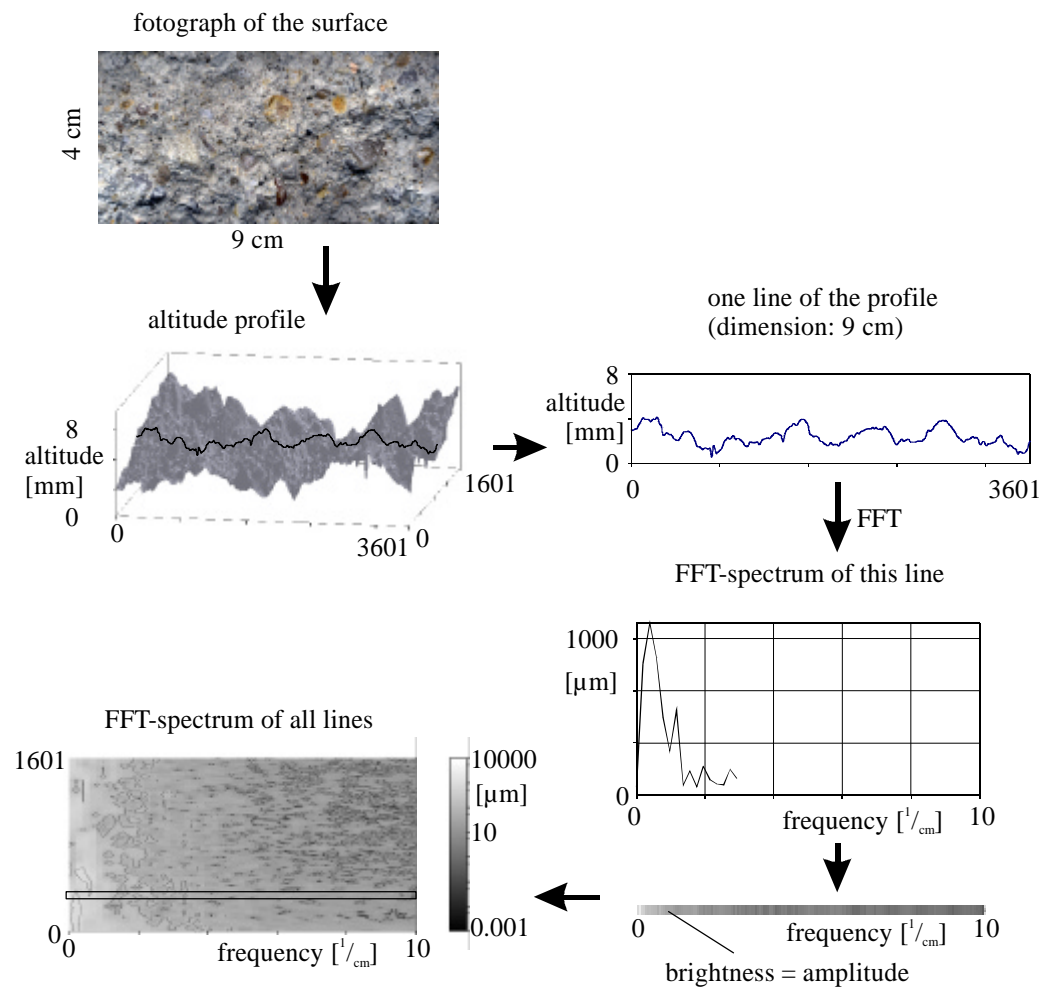 fotograph of the surface
4 cm
9 cm
altitude profile
8
altitude
[mm]
0
0
3601
0
1601
one line of the profile
(dimension: 9 cm)
8
altitude
[mm]
0
0
3601
FFT
FFT-spectrum of this line
1000
[µm]
0
0
frequency [1/cm]
10
0
frequency [1/cm]
10
brightness = amplitude
FFT-spectrum of all lines
1601
0
0
frequency [1/cm]
10
10000
[µm]
10
0.001